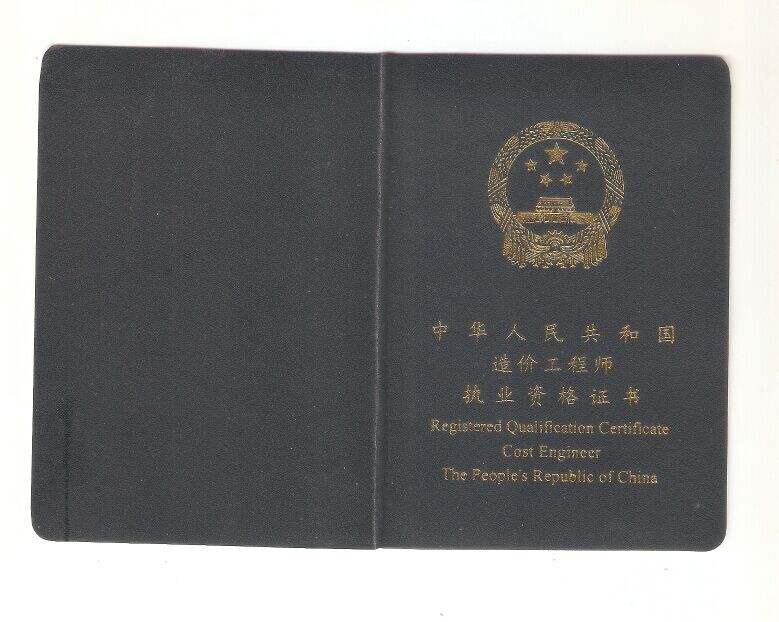 中华人民共和国
造价工程师
执业资格证书
Registered Qualification Certificate
Cost Engineer
The People's Republic of China